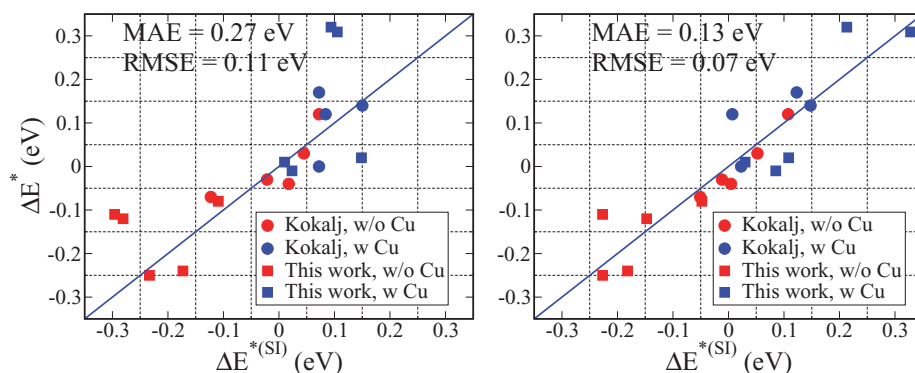 MAE = 0.27 eV
RMSE = 0.11 eV
0.3
0.2
0.1
0
-0.1
-0.2
-0.3
ΔE* (eV)
Kokalj, w/o Cu
Kokalj, w Cu
This work, w/o Cu
This work, w Cu
-0.3 -0.2 -0.1 0 0.1 0.2 0.3
ΔE*(SI) (eV)
MAE = 0.13 eV
RMSE = 0.07 eV
0.3
0.2
0.1
0
-0.1
-0.2
-0.3
ΔE* (eV)
Kokalj, w/o Cu
Kokalj, w Cu
This work, w/o Cu
This work, w Cu
-0.3 -0.2 -0.1 0 0.1 0.2 0.3
ΔE*(SI) (eV)